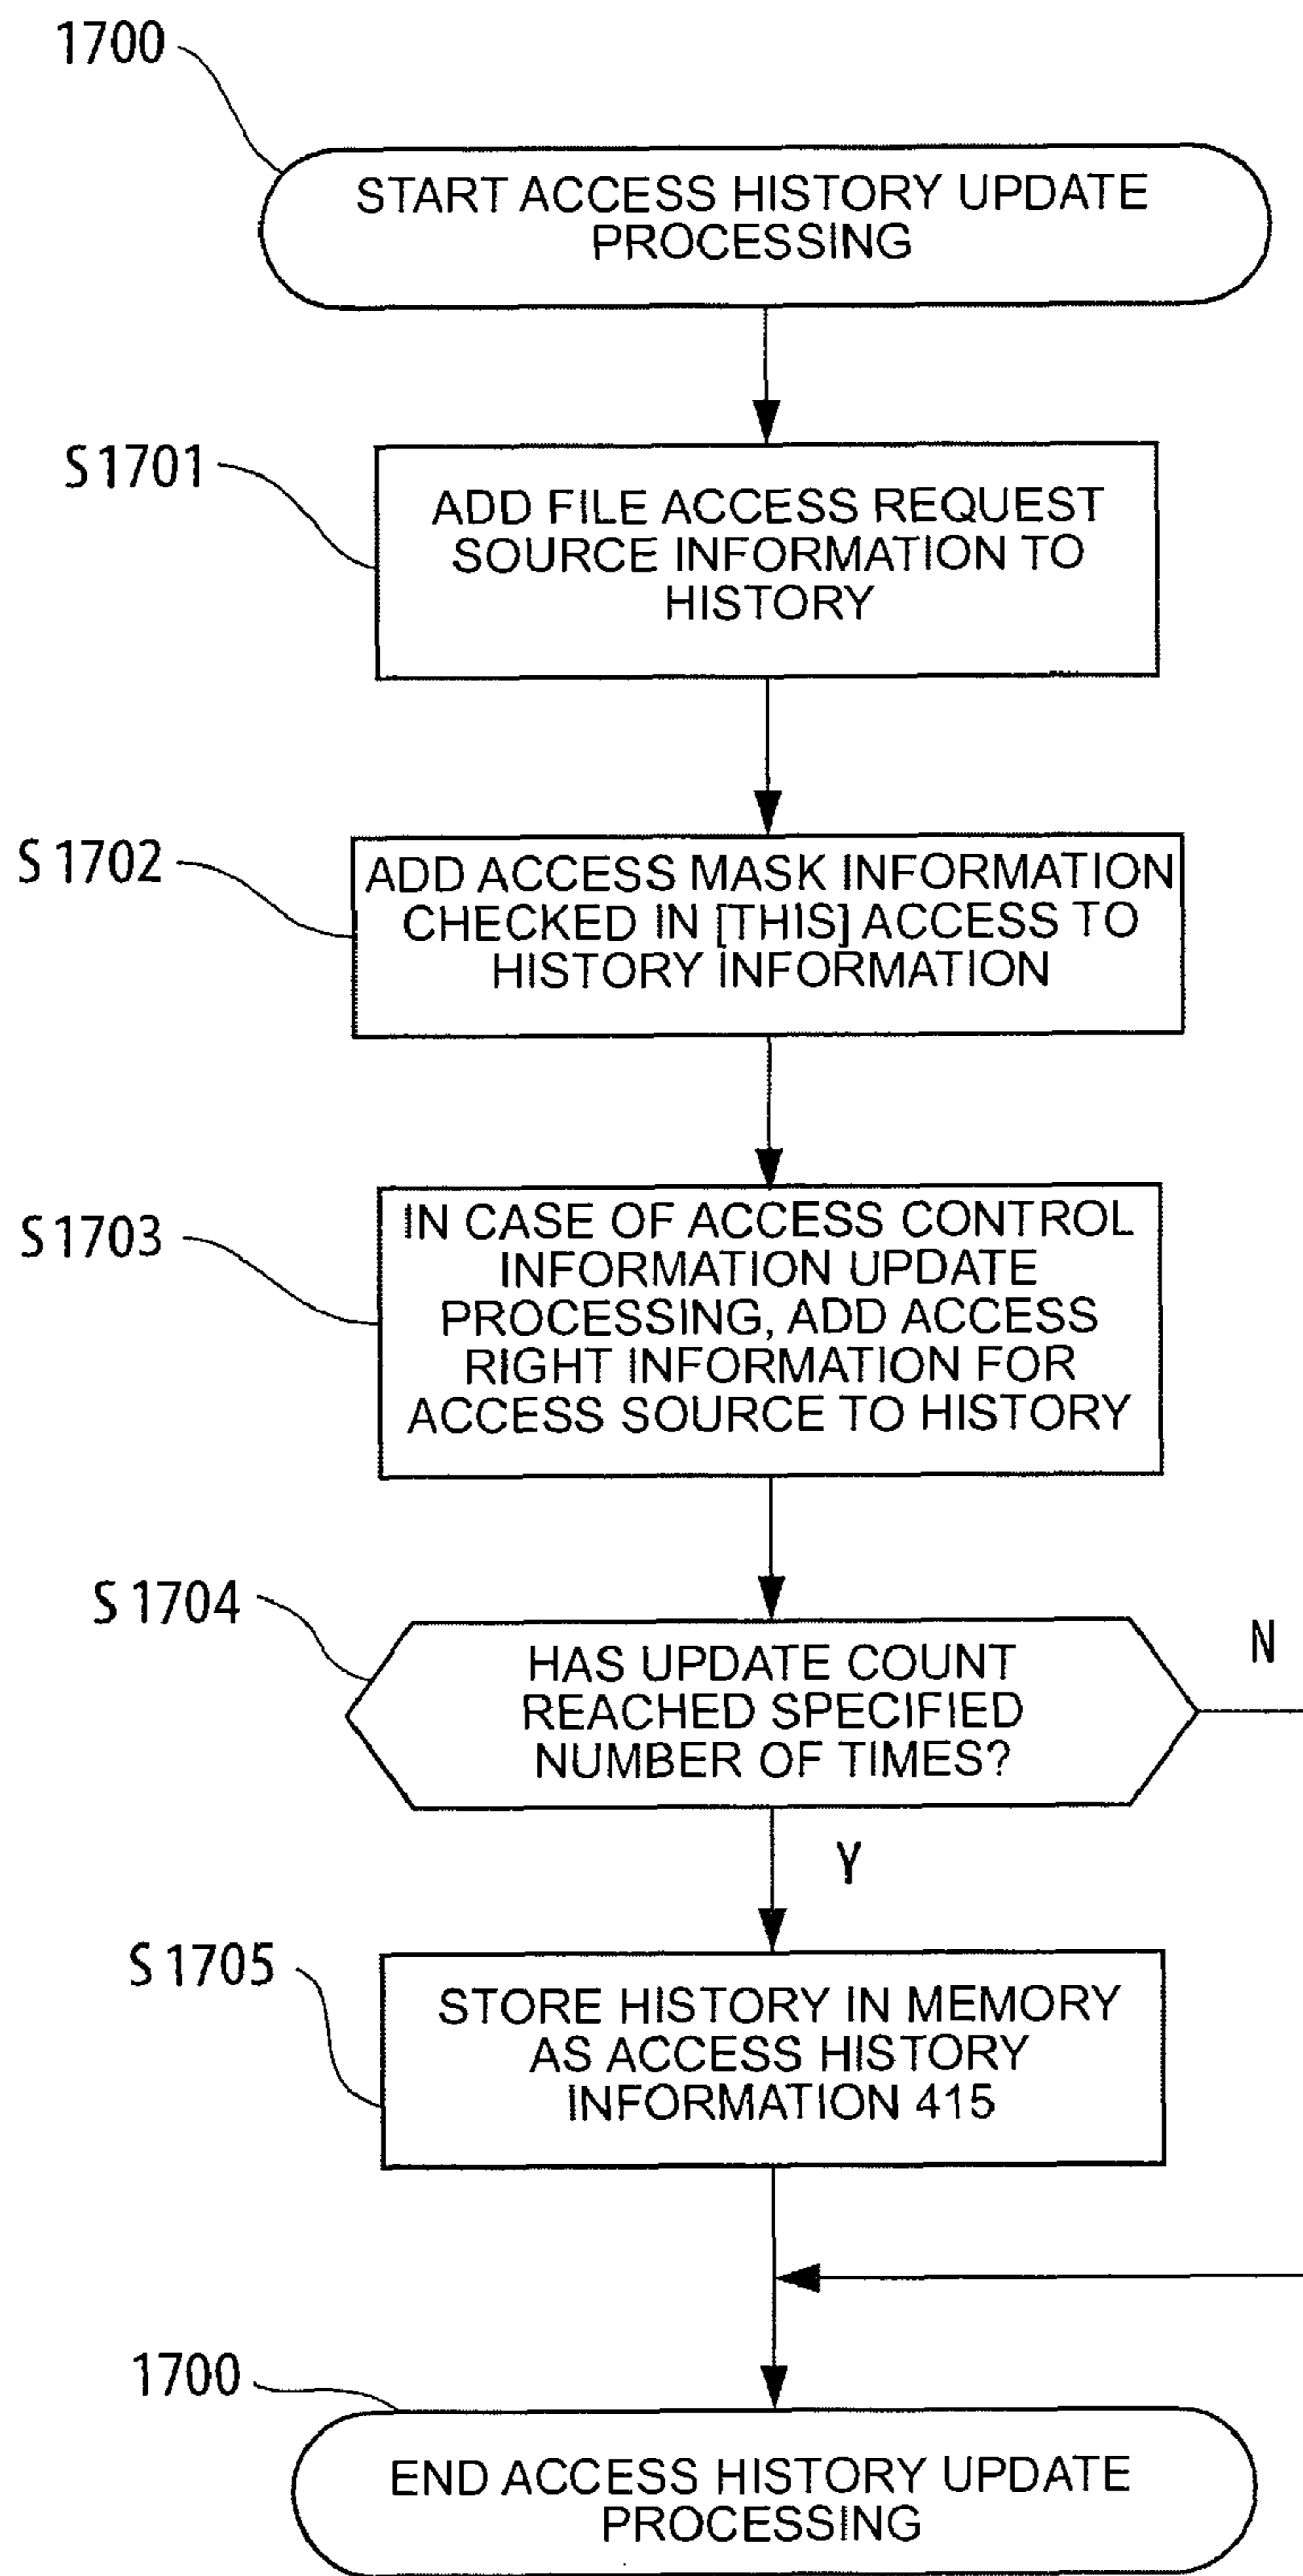 1700
START ACCESS HISTORY UPDATE
PROCESSING
S1701
ADD FILE ACCESS REQUEST
SOURCE INFORMATION TO
HISTORY
S1702
ADD ACCESS MASK INFORMATION
CHECKED IN [THIS] ACCESS TO
HISTORY INFORMATION
S1703
IN CASE OF ACCESS CONTROL
INFORMATION UPDATE
PROCESSING, ADD ACCESS
RIGHT INFORMATION FOR
ACCESS SOURCE TO HISTORY
S1704
HAS UPDATE COUNT
REACHED SPECIFIED
NUMBER OF TIMES?
N
Y
S1705
STORE HISTORY IN MEMORY
AS ACCESS HISTORY
INFORMATION 415
1700
END ACCESS HISTORY UPDATE
PROCESSING